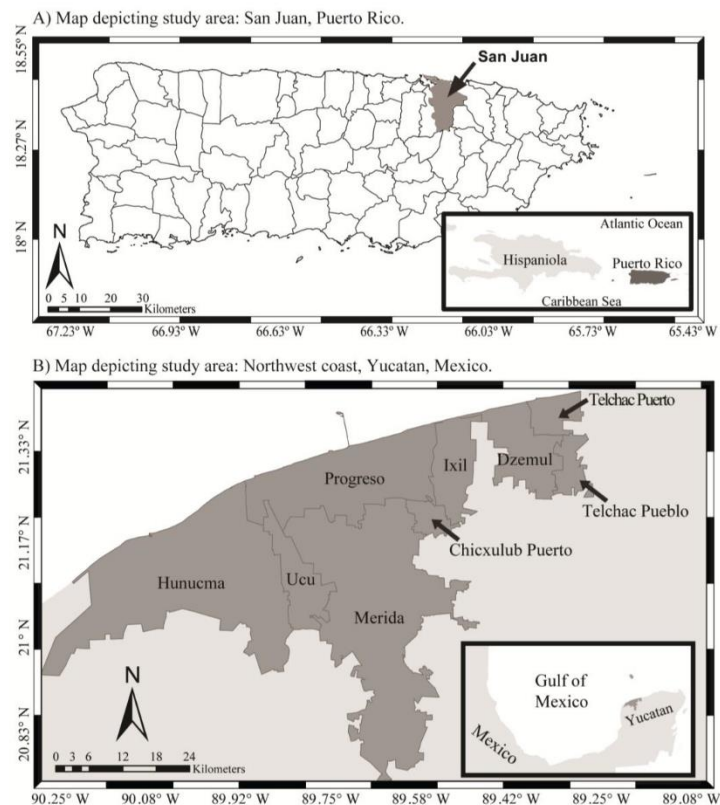 A) Map depicting study area: San Juan, Puerto Rico.
18.55° N
18.27° N
18° N
San Juan
N
0 5 10 20 30
Kilometers
Atlantic Ocean
Hispaniola
Puerto Rico
Caribbean Sea
67.23° W 66.93° W 66.63° W 66.33° W 66.03° W 65.73° W 65.43° W
B) Map depicting study area: Northwest coast, Yucatan, Mexico.
21.33° N
21.17° N
21° N
20.83° N
Telchac Puerto
Ixil
Dzemul
Progreso
Telchac Pueblo
Chicxulub Puerto
Hunucma
Ucu
Merida
N
0 3 6 12 18 24
Kilometers
Gulf of
Mexico
Yucatan
Mexico
90.25° W 90.08° W 89.92° W 89.75° W 89.58° W 89.42° W 89.25° W 89.08° W